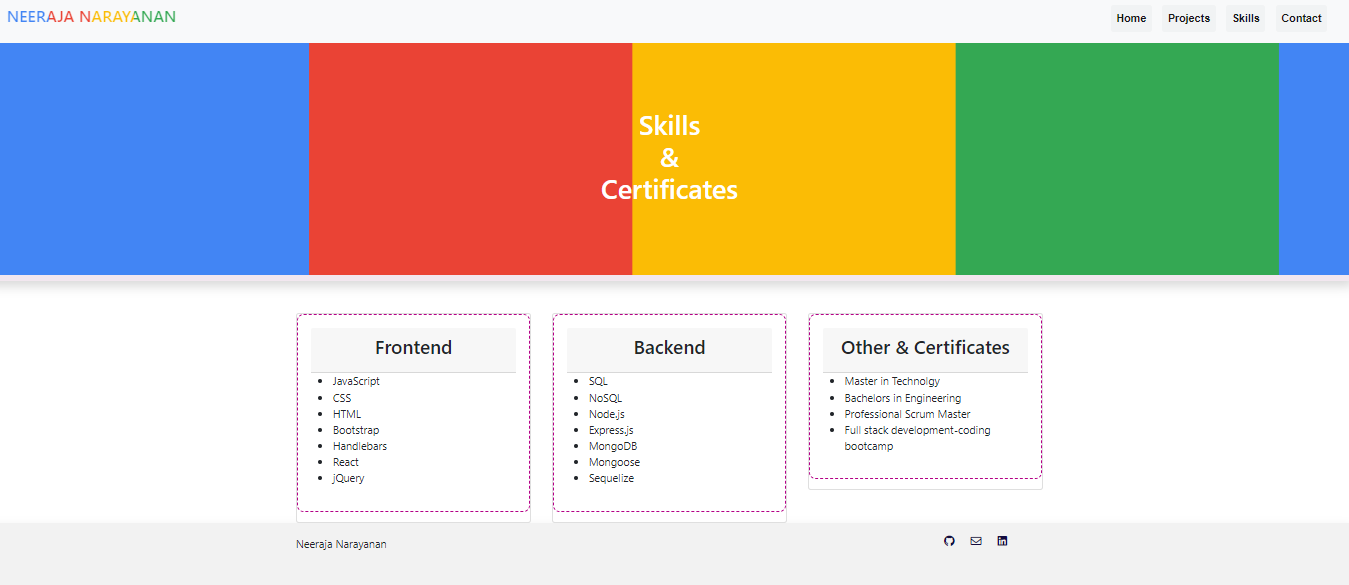 NEERAJA NARAYANAN
Home Projects Skills Contact
Skills
&
Certificates
Frontend
JavaScript
CSS
HTML
Bootstrap
Handlebars
React
jQuery
Backend
SQL
NoSQL
Node.js
Express.js
MongoDB
Mongoose
Sequelize
Other & Certificates
Master in Technolgy
Bachelors in Engineering
Professional Scrum Master
Full stack development-coding
bootcamp
Neeraja Narayanan